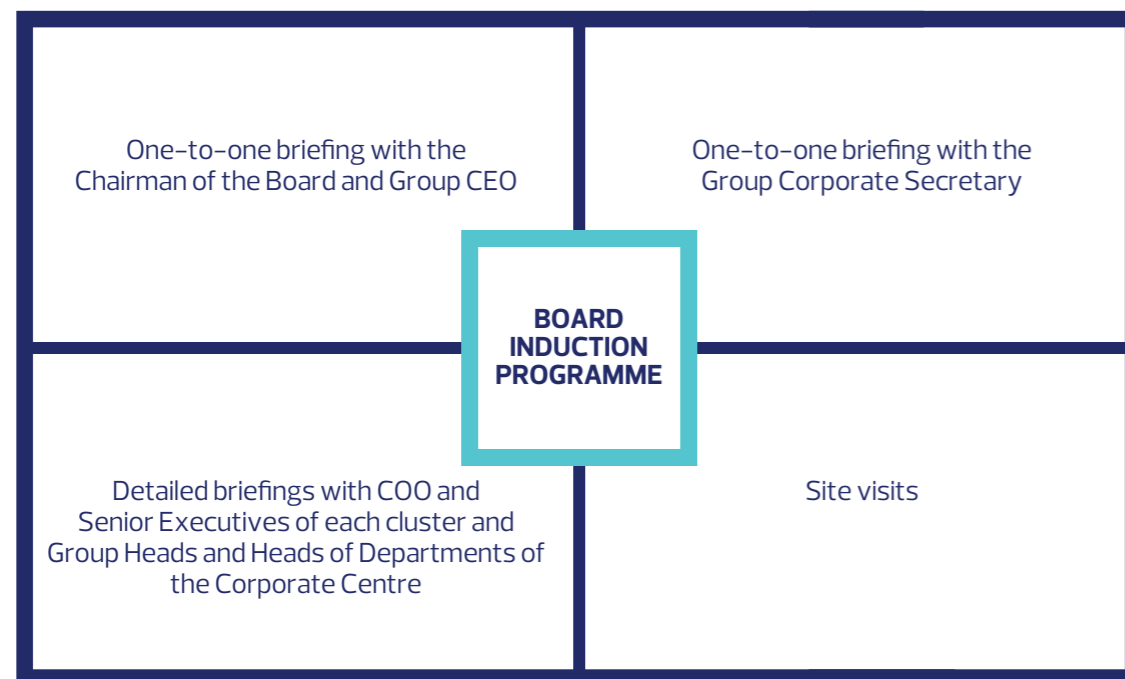 One-to-one briefing with the
Chairman of the Board and Group CEO
One-to-one briefing with the
Group Corporate Secretary
BOARD
INDUCTION
PROGRAMME
Detailed briefings with COO and
Senior Executives of each cluster and
Group Heads and Heads of Departments of
the Corporate Centre
Site visits